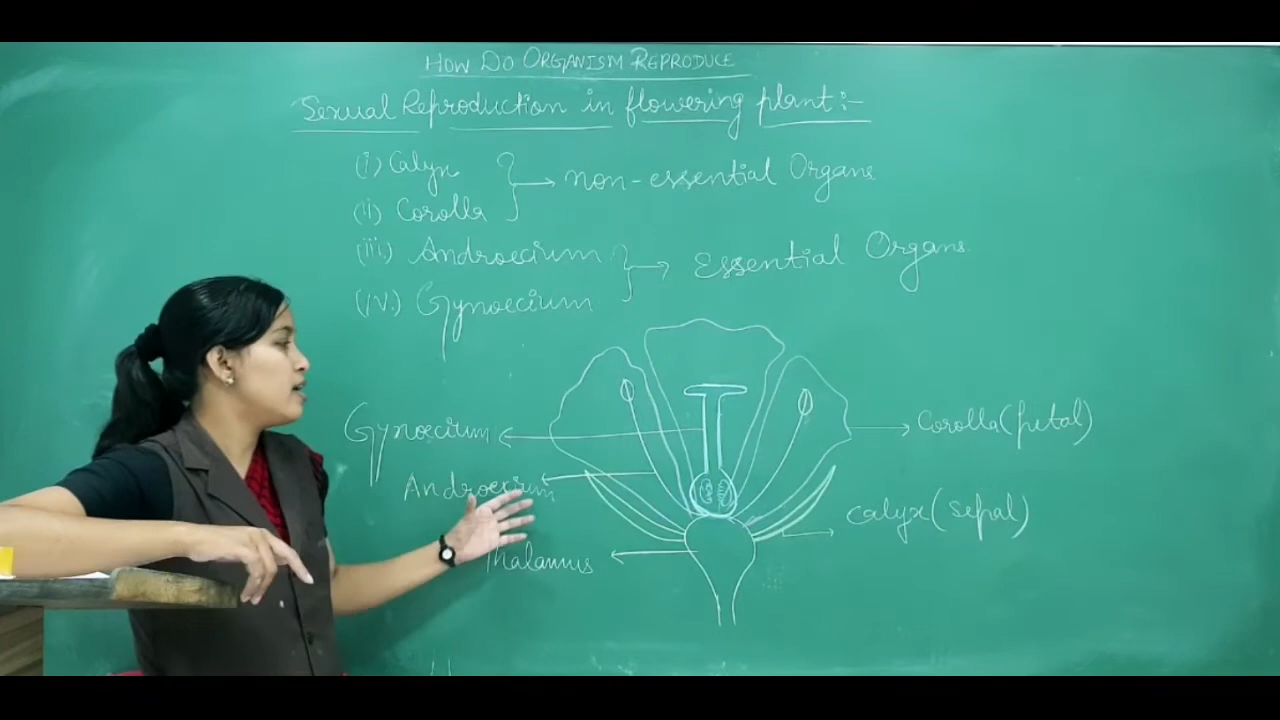 HOW DO ORGANISM REPRODUCE
Sexual Reproduction in flowering plant:-
(i) Calyx
(ii) Corolla
non-essential Organs
(iii.) Androecium
(iv.) Gynoecium
Essential Organs.
Gynoecium
Androecium
Thalamus
Corolla (petal)
Calyx (sepal)